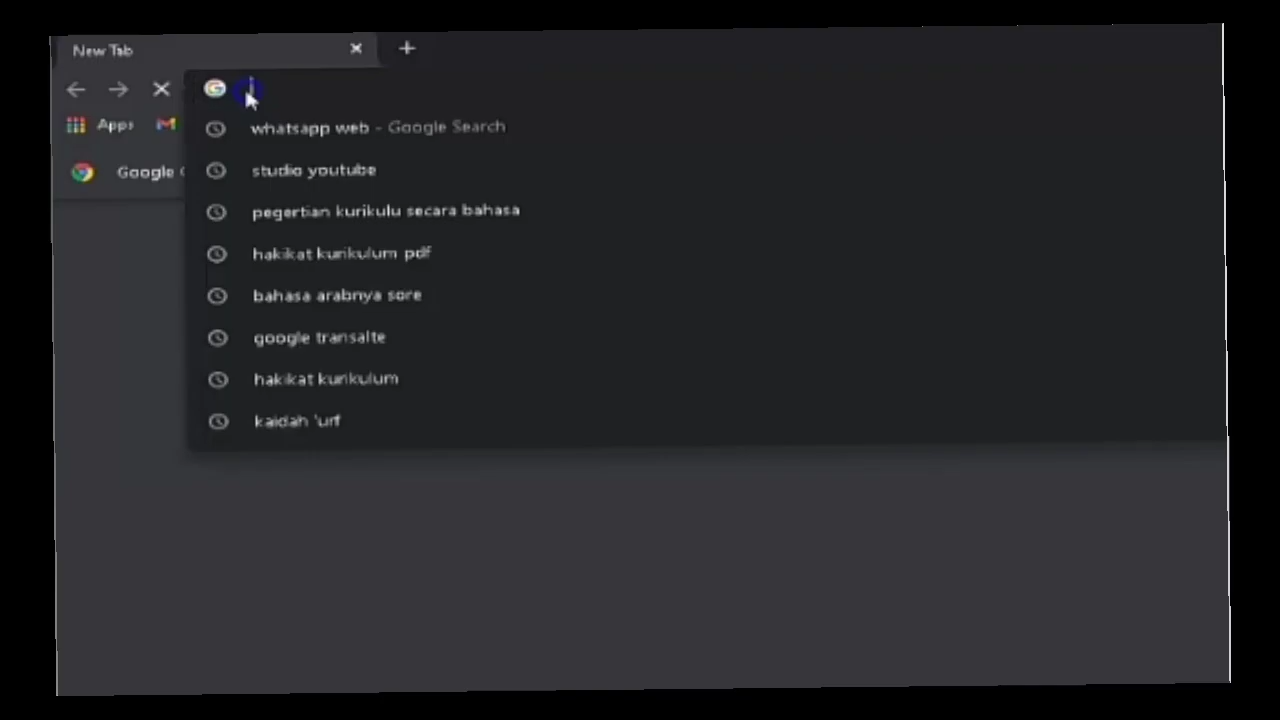 New Tab
Apps
Google
whatsapp web - Google Search
studio youtube
pegertian kurikulu secara bahasa
hakikat kurikulum pdf
bahasa arabnya sore
google transalte
hakikat kurikulum
kaidah 'urf